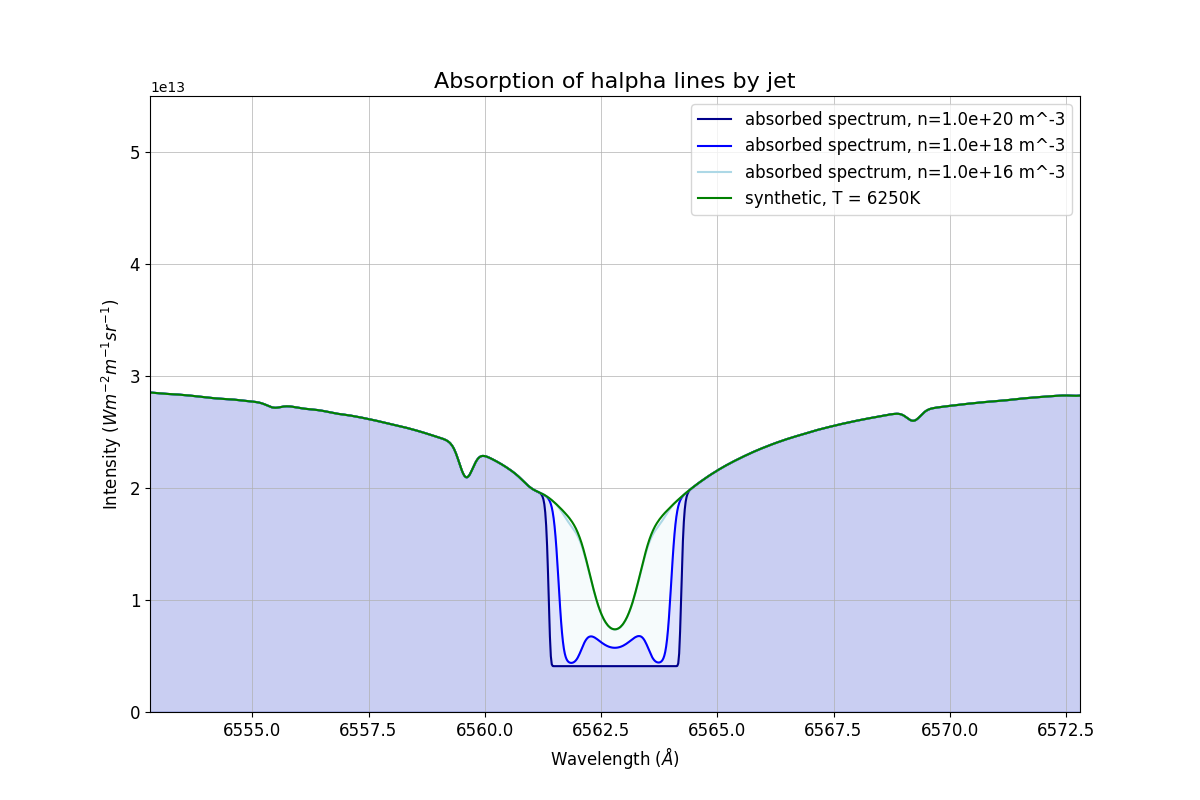 Absorption of halpha lines by jet
1e13
absorbed spectrum, n=1.0e+20 m^-3
absorbed spectrum, n=1.0e+18 m^-3
absorbed spectrum, n=1.0e+16 m^-3
synthetic, T = 6250K
5
4
3
2
1
0
Intensity (Wm⁻²m⁻¹sr⁻¹)
6555.0 6557.5 6560.0 6562.5 6565.0 6567.5 6570.0 6572.5
Wavelength (Å)